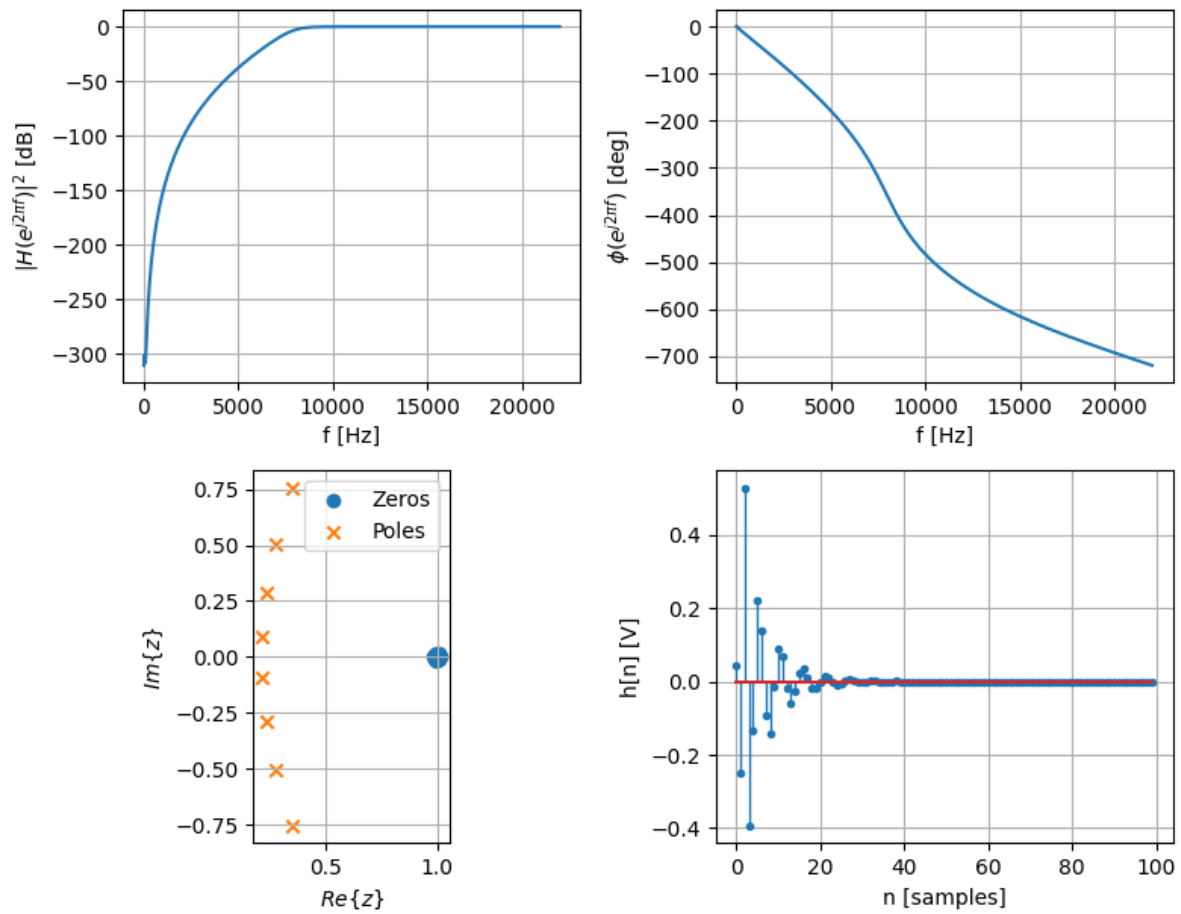 0
−50
−100
−150
−200
−250
−300
|H(e^{j2πf})|^2 [dB]
0 5000 10000 15000 20000
f [Hz]
0
−100
−200
−300
−400
−500
−600
−700
ϕ(e^{j2πf}) [deg]
0 5000 10000 15000 20000
f [Hz]
0.75
0.50
0.25
0.00
−0.25
−0.50
−0.75
Im{z}
Zeros
Poles
0.5 1.0
Re{z}
0.4
0.2
0.0
−0.2
−0.4
h[n] [V]
0 20 40 60 80 100
n [samples]